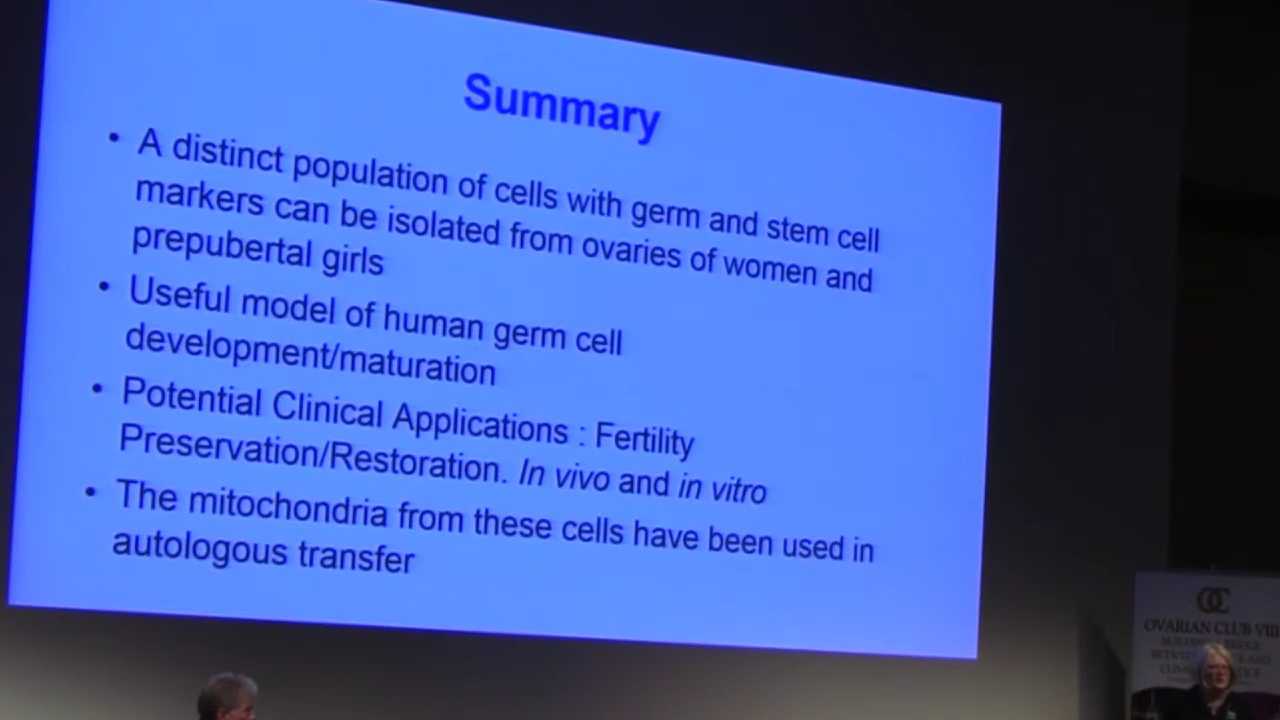 Summary
• A distinct population of cells with germ and stem cell
markers can be isolated from ovaries of women and
prepubertal girls
• Useful model of human germ cell
development/maturation
• Potential Clinical Applications : Fertility
Preservation/Restoration. In vivo and in vitro
• The mitochondria from these cells have been used in
autologous transfer
OC
OVARIAN CLUB